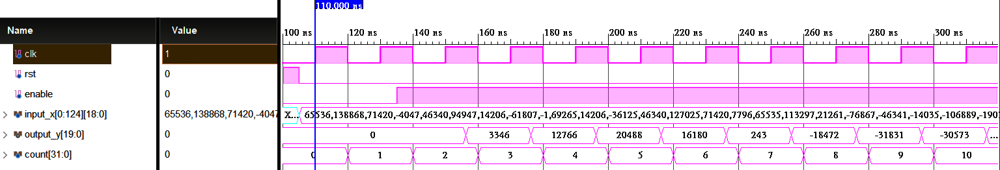 110.000 ns
Name Value
100 ns 120 ns 140 ns 160 ns 180 ns 200 ns 220 ns 240 ns 260 ns 280 ns 300 ns
clk 1
rst 0
enable 0
input_x[0:124][18:0] 65536,138868,71420,-4047 X... 65536,138868,71420,-4047,46340,94947,14206,-61807,-1,69265,14206,-36125,46340,127025,71420,7796,65535,113297,21261,-76867,-46341,-14035,-106889,-1901
output_y[19:0] 0 0 3346 12766 20488 16180 243 -18472 -31831 -30573 ...
count[31:0] 0 0 1 2 3 4 5 6 7 8 9 10